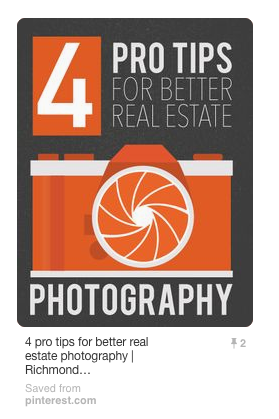 4 PRO TIPS
FOR BETTER
REAL ESTATE
PHOTOGRAPHY
4 pro tips for better real
estate photography |
Richmond…
2
Saved from
pinterest.com